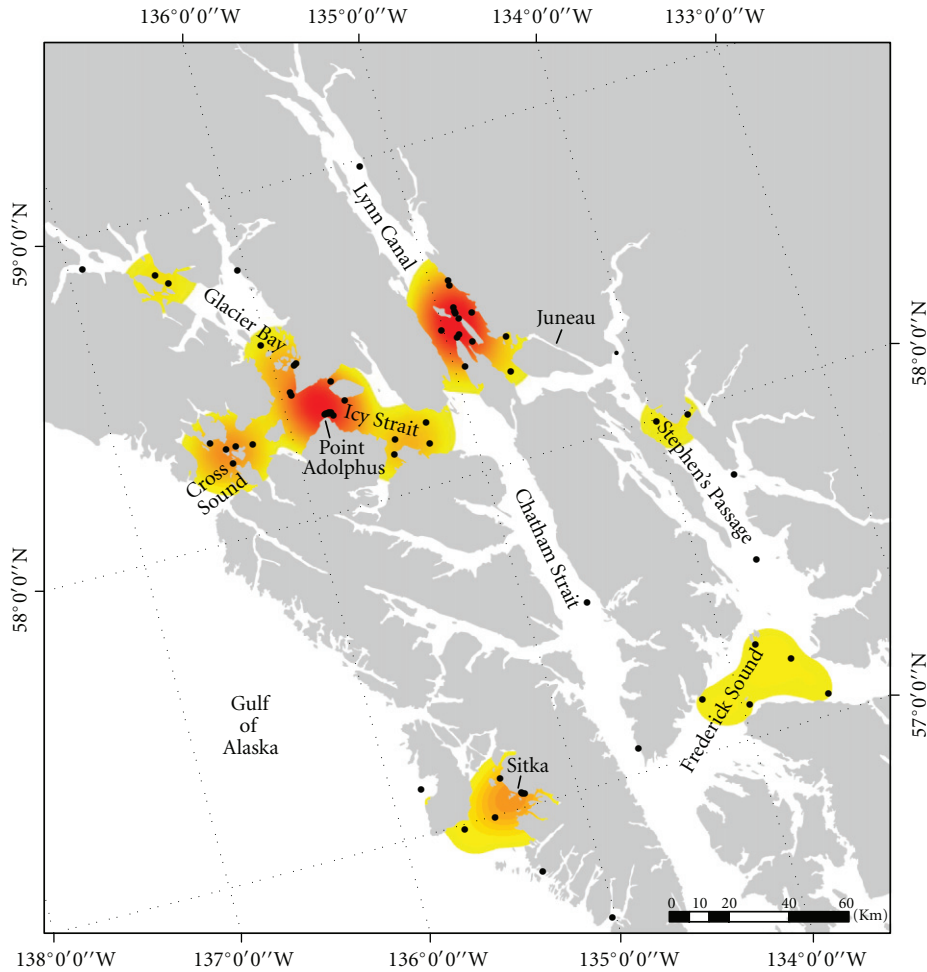 136°0'0''W
135°0'0''W
134°0'0''W
133°0'0''W
59°0'0''N
58°0'0''N
Lynn Canal
Glacier Bay
Juneau
58°0'0''N
Icy Strait
Point
Adolphus
Cross
Sound
Stephen's Passage
Chatham Strait
Gulf
of
Alaska
Frederick Sound
57°0'0''N
Sitka
0 10 20 40 60
(Km)
138°0'0''W
137°0'0''W
136°0'0''W
135°0'0''W
134°0'0''W